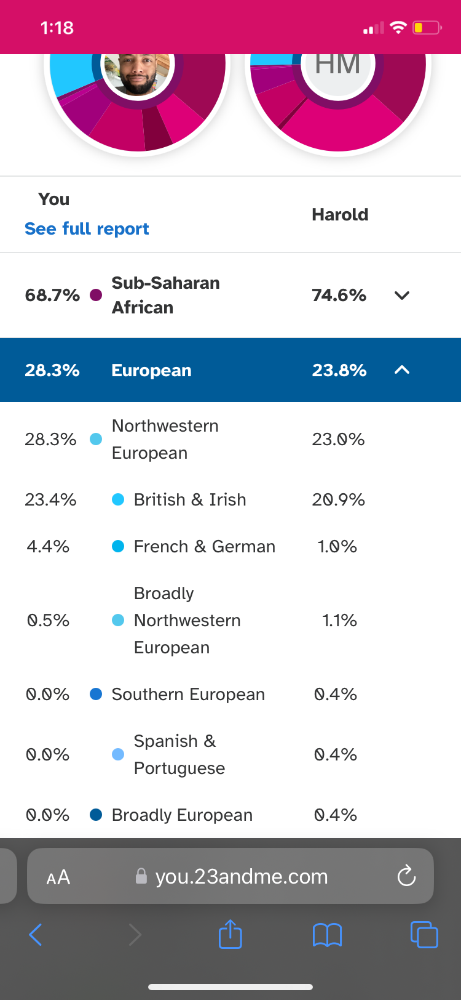 1:18
HM
You
See full report
Harold
68.7% Sub-Saharan African 74.6%
28.3% European 23.8%
28.3% Northwestern European 23.0%
23.4% British & Irish 20.9%
4.4% French & German 1.0%
0.5% Broadly Northwestern European 1.1%
0.0% Southern European 0.4%
0.0% Spanish & Portuguese 0.4%
0.0% Broadly European 0.4%
AA you.23andme.com